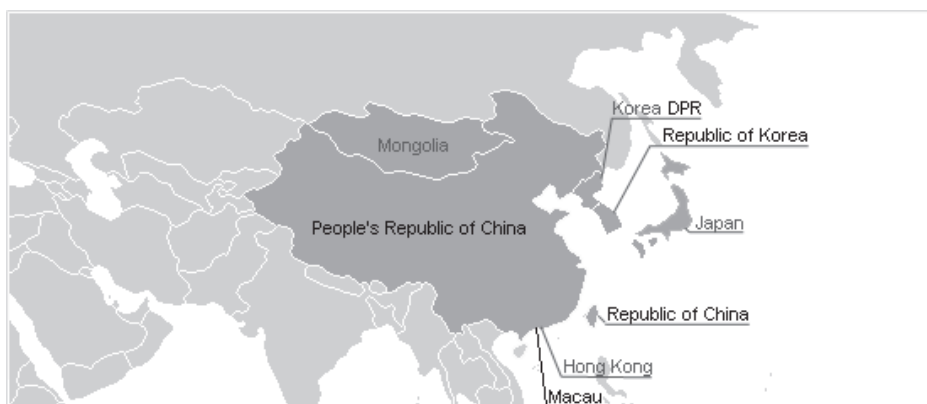 Korea DPR
Republic of Korea
Mongolia
People's Republic of China
Japan
Republic of China
Hong Kong
Macau